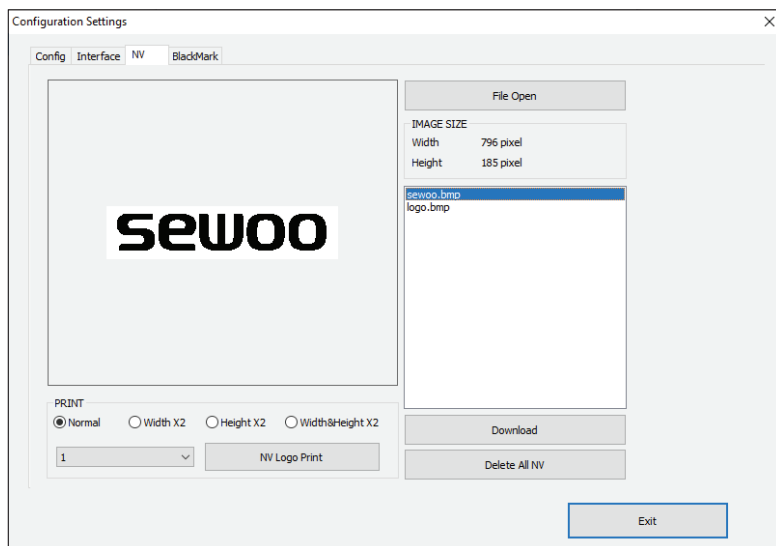 Configuration Settings
Config Interface NV BlackMark
sewoo
PRINT
Normal Width X2 Height X2 Width&Height X2
1
NV Logo Print
File Open
IMAGE SIZE
Width 796 pixel
Height 185 pixel
sewoo.bmp
logo.bmp
Download
Delete All NV
Exit